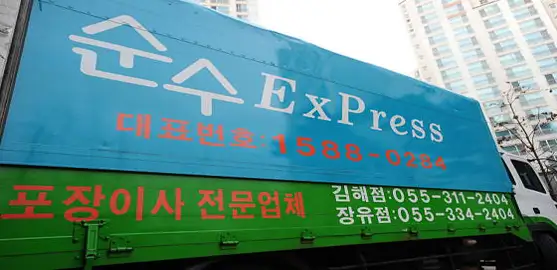 순수 ExPress
대표번호:1588-0284
포장이사 전문업체
김해점:055-311-2404
장유점:055-334-2404